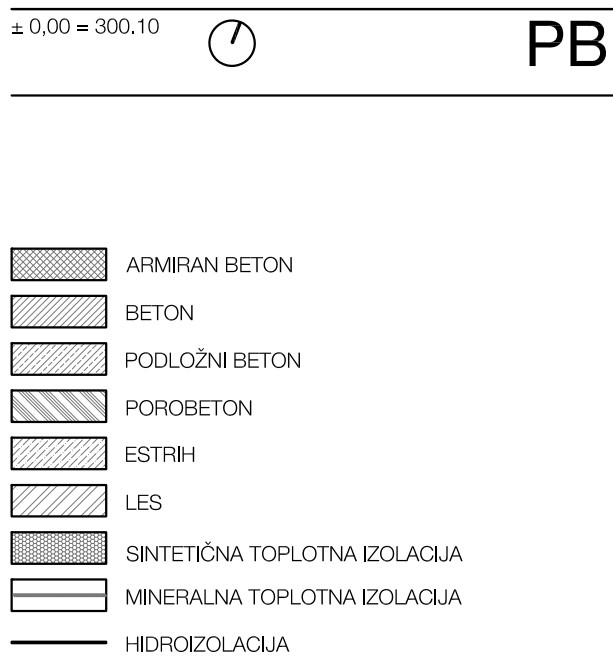 ± 0,00 = 300.10
PB
ARMIRAN BETON
BETON
PODLOŽNI BETON
POROBETON
ESTRIH
LES
SINTETIČNA TOPLOTNA IZOLACIJA
MINERALNA TOPLOTNA IZOLACIJA
HIDROIZOLACIJA